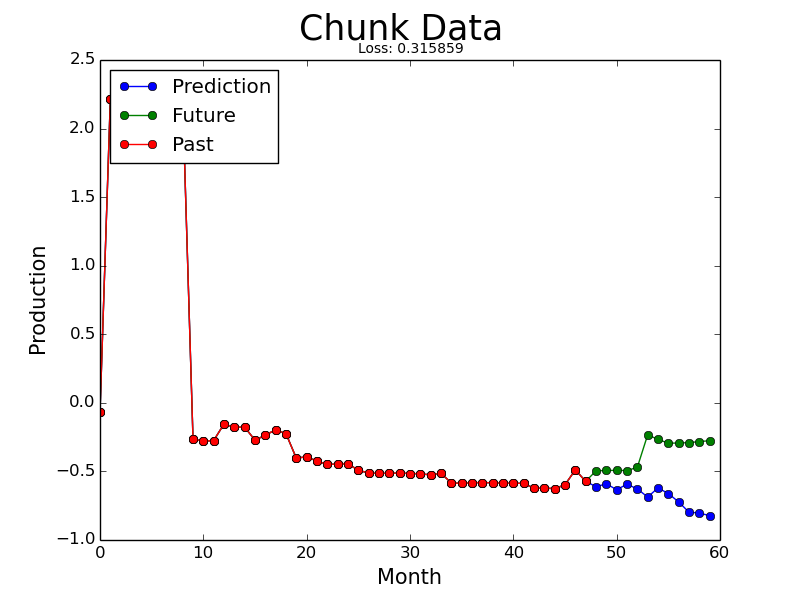 Chunk Data
Loss: 0.315859
Prediction
Future
Past
Production
2.5
2.0
1.5
1.0
0.5
0.0
−0.5
−1.0
0 10 20 30 40 50 60
Month